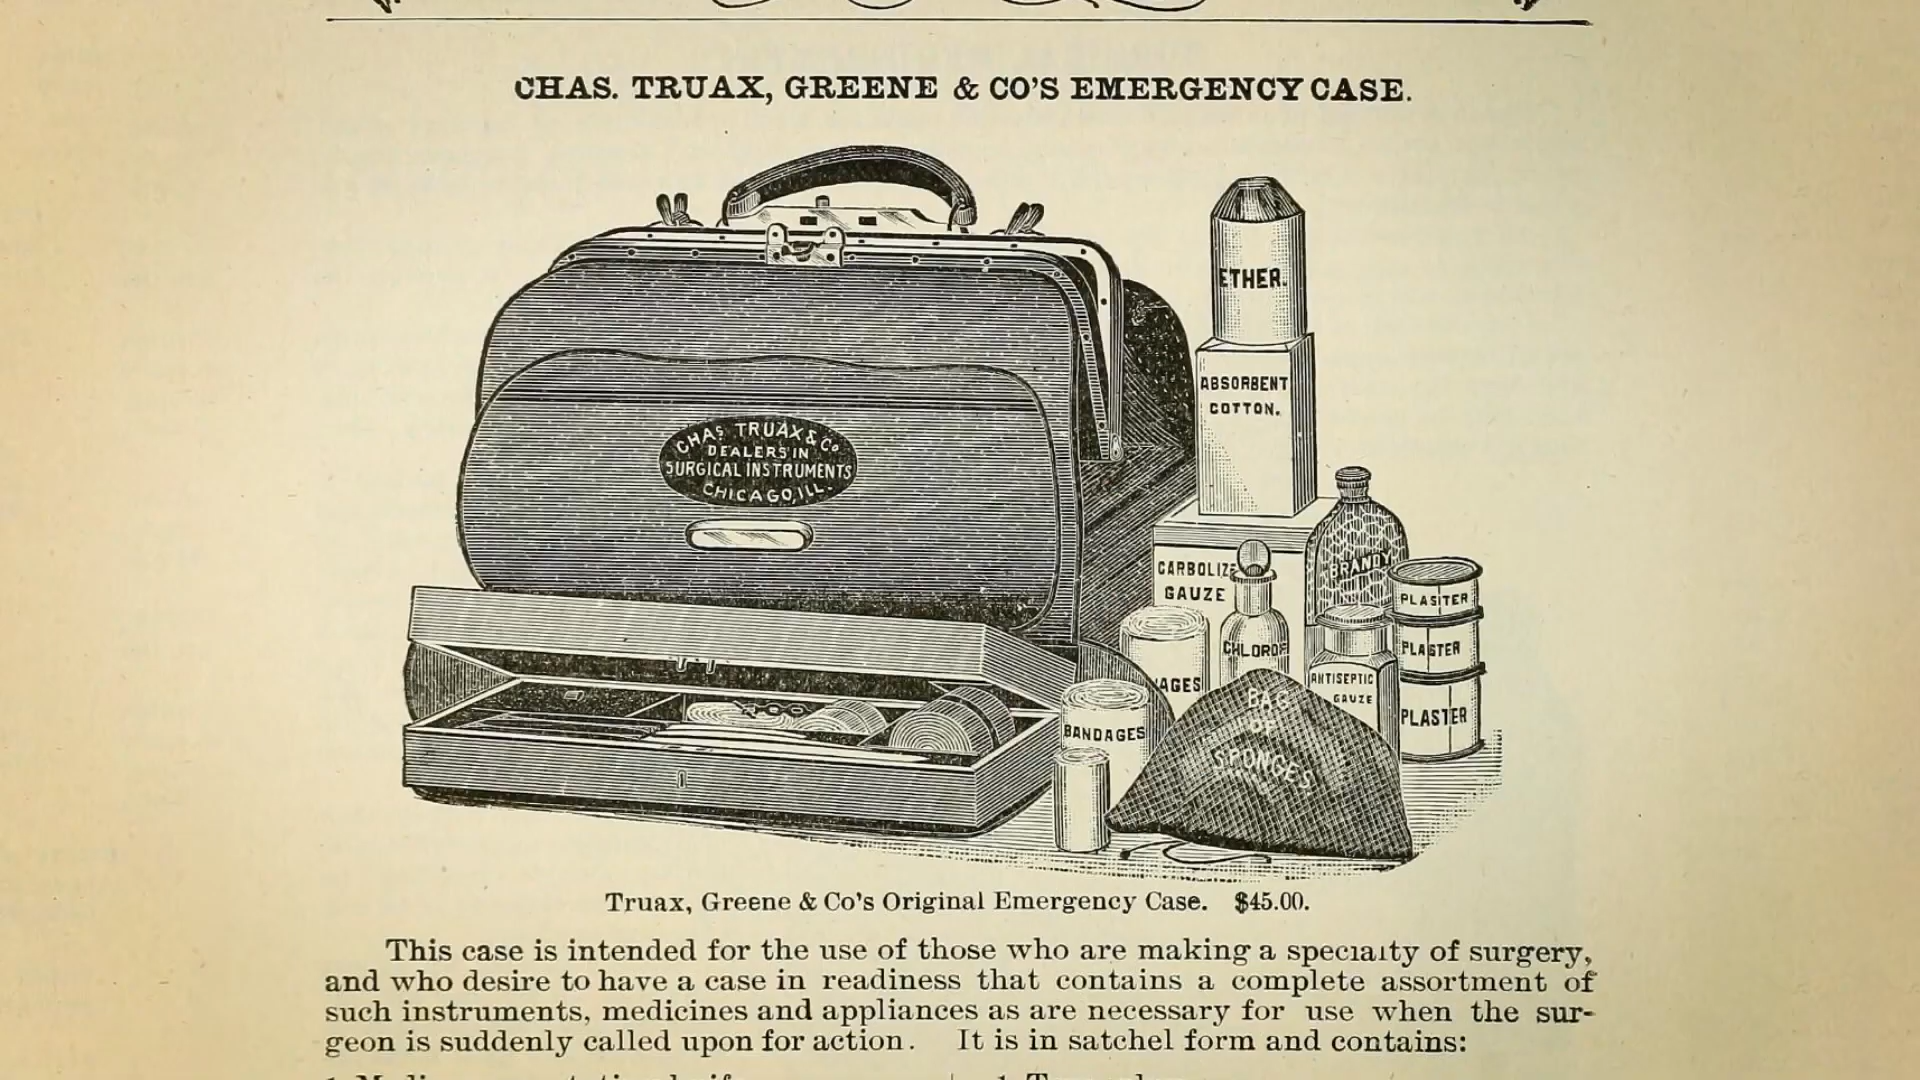 CHAS. TRUAX, GREENE & CO'S EMERGENCY CASE.
ETHER.
ABSORBENT
COTTON.
CHAS. TRUAX & Co
DEALERS IN
SURGICAL INSTRUMENTS
CHICAGO, ILL.
BRANDY
CARBOLIZE
GAUZE
PLASITER
PLASTER
PLASTER
CHLOROF
ANTISEPTIC
GAUZE
AGES
BANDAGES
BAG
OF
SPONGES
Truax, Greene & Co's Original Emergency Case. $45.00.
This case is intended for the use of those who are making a specialty of surgery,
and who desire to have a case in readiness that contains a complete assortment of
such instruments, medicines and appliances as are necessary for use when the sur-
geon is suddenly called upon for action. It is in satchel form and contains: